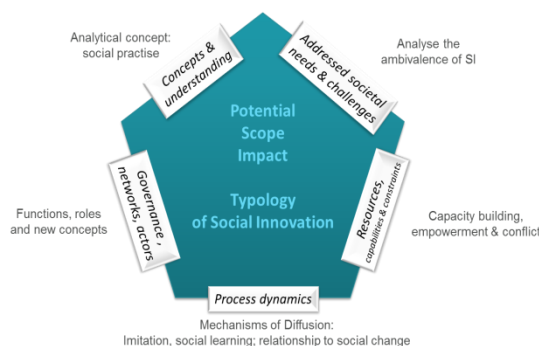 Analytical concept:
social practise
Concepts &
understanding
Addressed societal
needs & challenges
Analyse the
ambivalence of SI
Potential
Scope
Impact
Typology
of Social Innovation
Governance ,
networks, actors
Functions, roles
and new concepts
Resources,
capabilities & constraints
Capacity building,
empowerment & conflict
Process dynamics
Mechanisms of Diffusion:
Imitation, social learning; relationship to social change